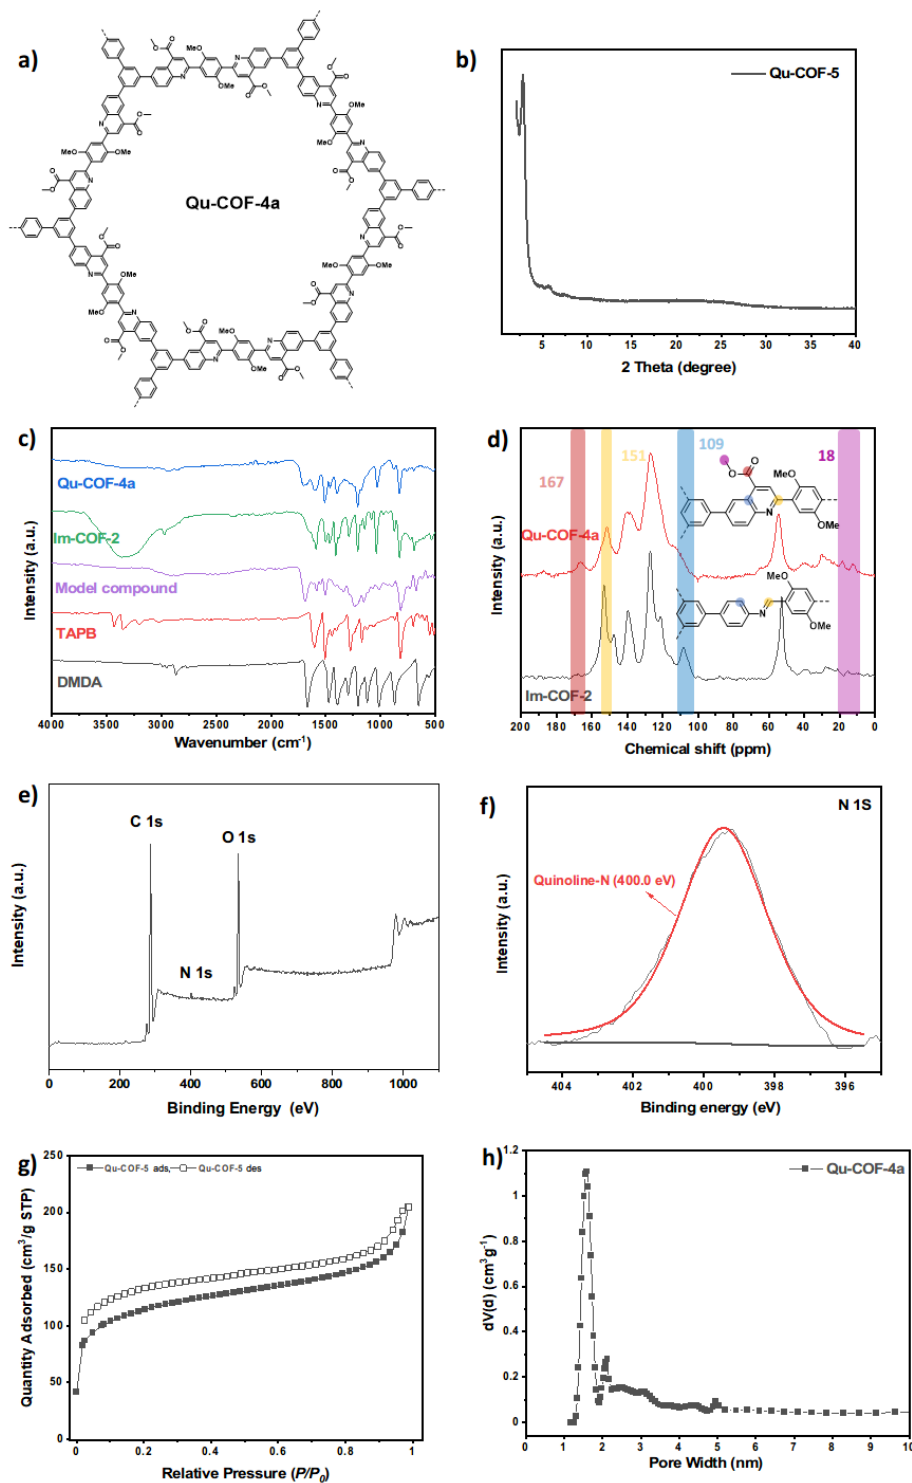 a)
Qu-COF-4a
b)
Qu-COF-5
5
10
15
20
25
30
35
40
2 Theta (degree)
c)
Intensity (a.u.)
Qu-COF-4a
Im-COF-2
Model compound
TAPB
DMDA
4000
3500
3000
2500
2000
1500
1000
500
Wavenumber (cm-1)
d)
Intensity (a.u.)
167
151
109
18
Qu-COF-4a
Im-COF-2
O
O
N
MeO
OMe
N
MeO
OMe
200
180
160
140
120
100
80
60
40
20
0
Chemical shift (ppm)
e)
Intensity (a.u.)
C 1s
N 1s
O 1s
0
200
400
600
800
1000
Binding Energy (eV)
f)
N 1S
Intensity (a.u.)
Quinoline-N (400.0 eV)
404
402
400
398
396
Binding energy (eV)
g)
Qu-COF-5 ads, Qu-COF-5 des
Quantity Adsorbed (cm3/g STP)
250
200
150
100
50
0
0
0.2
0.4
0.6
0.8
1
Relative Pressure (P/P0)
h)
Qu-COF-4a
dV(d) (cm3g-1)
1.2
1
0.8
0.6
0.4
0.2
0
0
1
2
3
4
5
6
7
8
9
10
Pore Width (nm)